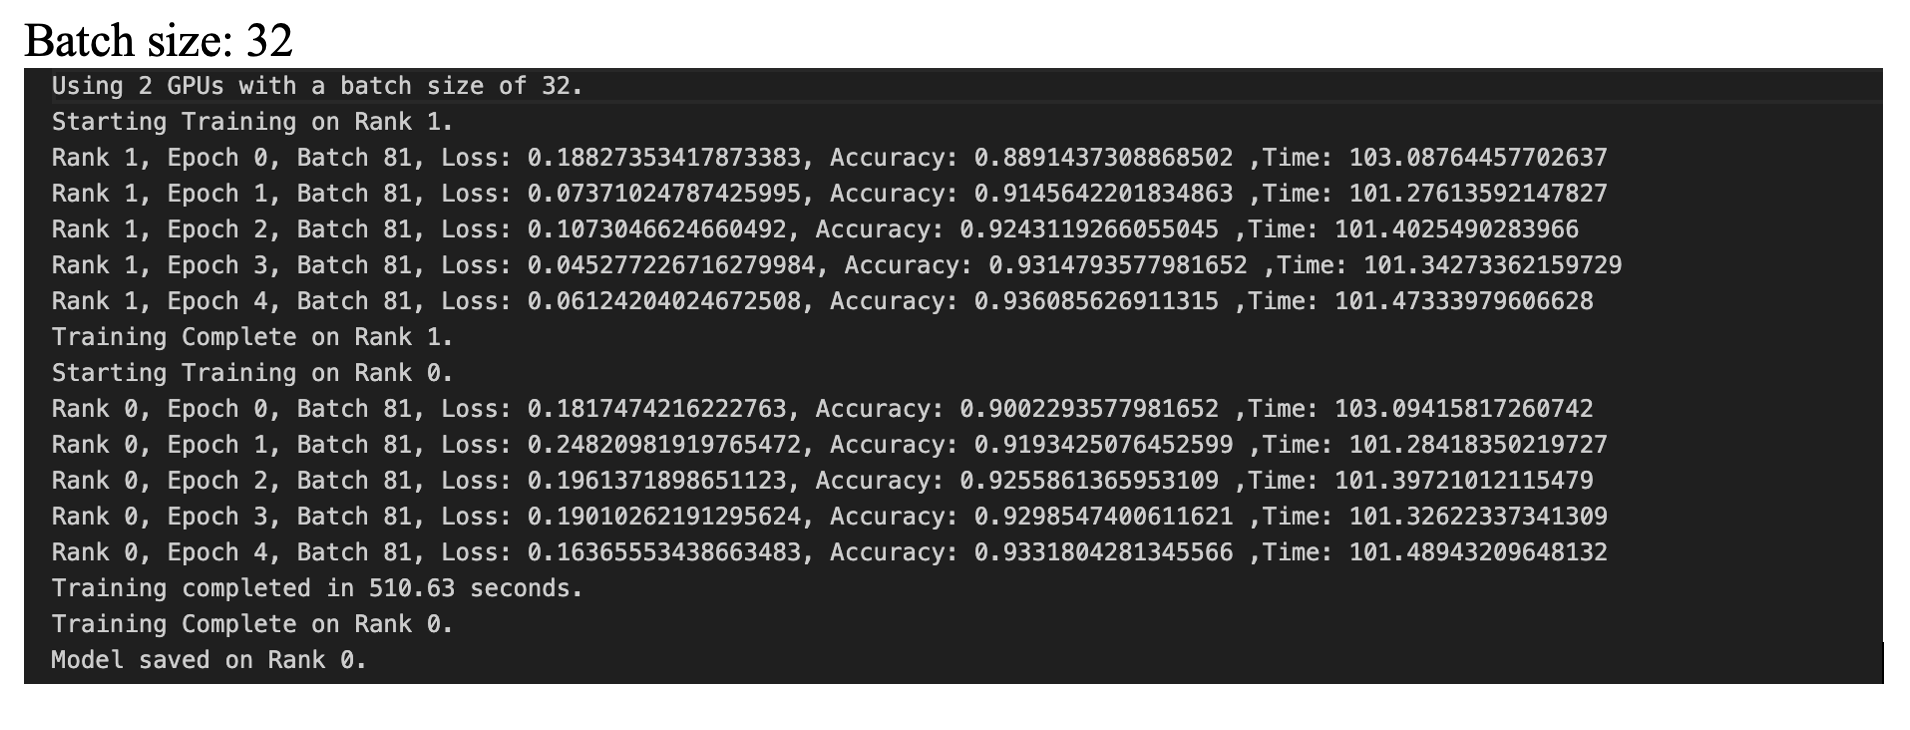 Batch size: 32
Using 2 GPUs with a batch size of 32.
Starting Training on Rank 1.
Rank 1, Epoch 0, Batch 81, Loss: 0.18827353417873383, Accuracy: 0.8891437308868502 ,Time: 103.08764457702637
Rank 1, Epoch 1, Batch 81, Loss: 0.07371024787425995, Accuracy: 0.9145642201834863 ,Time: 101.27613592147827
Rank 1, Epoch 2, Batch 81, Loss: 0.1073046624660492, Accuracy: 0.9243119266055045 ,Time: 101.4025490283966
Rank 1, Epoch 3, Batch 81, Loss: 0.045277226716279984, Accuracy: 0.9314793577981652 ,Time: 101.34273362159729
Rank 1, Epoch 4, Batch 81, Loss: 0.06124204024672508, Accuracy: 0.936085626911315 ,Time: 101.47333979606628
Training Complete on Rank 1.
Starting Training on Rank 0.
Rank 0, Epoch 0, Batch 81, Loss: 0.1817474216222763, Accuracy: 0.9002293577981652 ,Time: 103.09415817260742
Rank 0, Epoch 1, Batch 81, Loss: 0.24820981919765472, Accuracy: 0.9193425076452599 ,Time: 101.28418350219727
Rank 0, Epoch 2, Batch 81, Loss: 0.1961371898651123, Accuracy: 0.9255861365953109 ,Time: 101.39721012115479
Rank 0, Epoch 3, Batch 81, Loss: 0.19010262191295624, Accuracy: 0.9298547400611621 ,Time: 101.32622337341309
Rank 0, Epoch 4, Batch 81, Loss: 0.16365553438663483, Accuracy: 0.9331804281345566 ,Time: 101.48943209648132
Training completed in 510.63 seconds.
Training Complete on Rank 0.
Model saved on Rank 0.